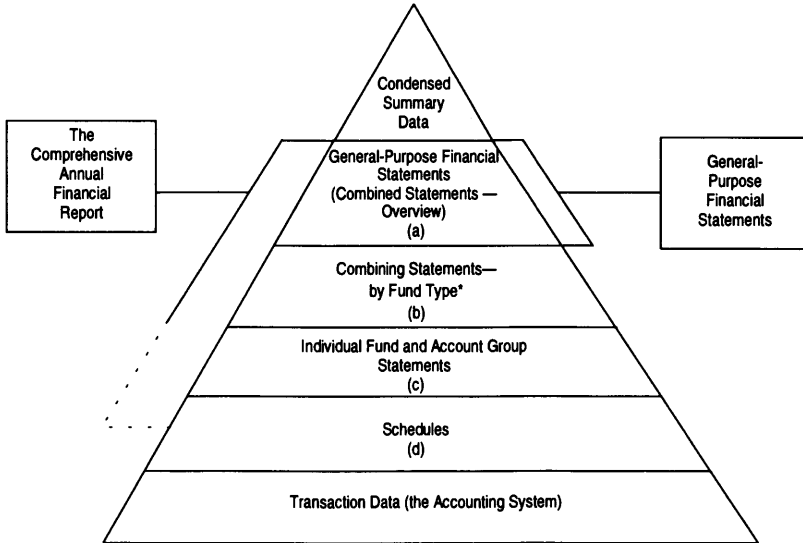 Condensed
Summary
Data
The
Comprehensive
Annual
Financial
Report
General-Purpose Financial
Statements
(Combined Statements —
Overview)
(a)
General-
Purpose
Financial
Statements
Combining Statements—
by Fund Type*
(b)
Individual Fund and Account Group
Statements
(c)
Schedules
(d)
Transaction Data (the Accounting System)